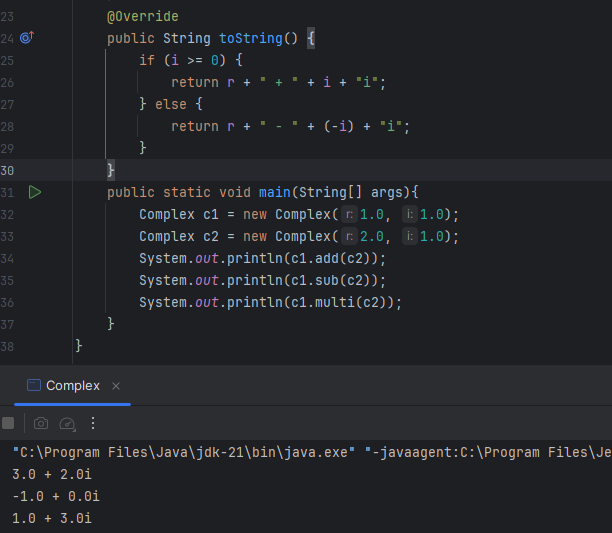 23 @Override
24 public String toString() {
25 if (i >= 0) {
26 return r + " + " + i + "i";
27 } else {
28 return r + " - " + (-i) + "i";
29 }
30 }
31 public static void main(String[] args){
32 Complex c1 = new Complex( r: 1.0, i: 1.0);
33 Complex c2 = new Complex( r: 2.0, i: 1.0);
34 System.out.println(c1.add(c2));
35 System.out.println(c1.sub(c2));
36 System.out.println(c1.multi(c2));
37 }
38 }
Complex ×
"C:\Program Files\Java\jdk-21\bin\java.exe" "-javaagent:C:\Program Files\Je
3.0 + 2.0i
-1.0 + 0.0i
1.0 + 3.0i